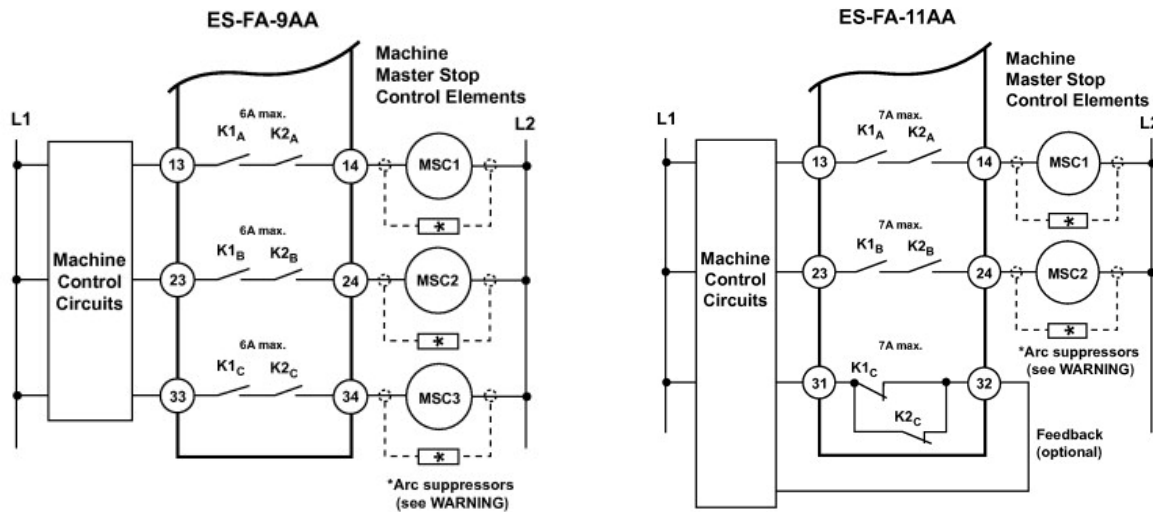 ES-FA-9AA
Machine
Master Stop
Control Elements
L1
L2
6A max.
K1A K2A
13
14
MSC1
*
Machine
Control
Circuits
6A max.
K1B K2B
23
24
MSC2
*
6A max.
K1C K2C
33
34
MSC3
*
*Arc suppressors
(see WARNING)
ES-FA-11AA
Machine
Master Stop
Control Elements
L1
L2
7A max.
K1A K2A
13
14
MSC1
*
Machine
Control
Circuits
7A max.
K1B K2B
23
24
MSC2
*
*Arc suppressors
(see WARNING)
7A max.
K1C
31
32
K2C
Feedback
(optional)